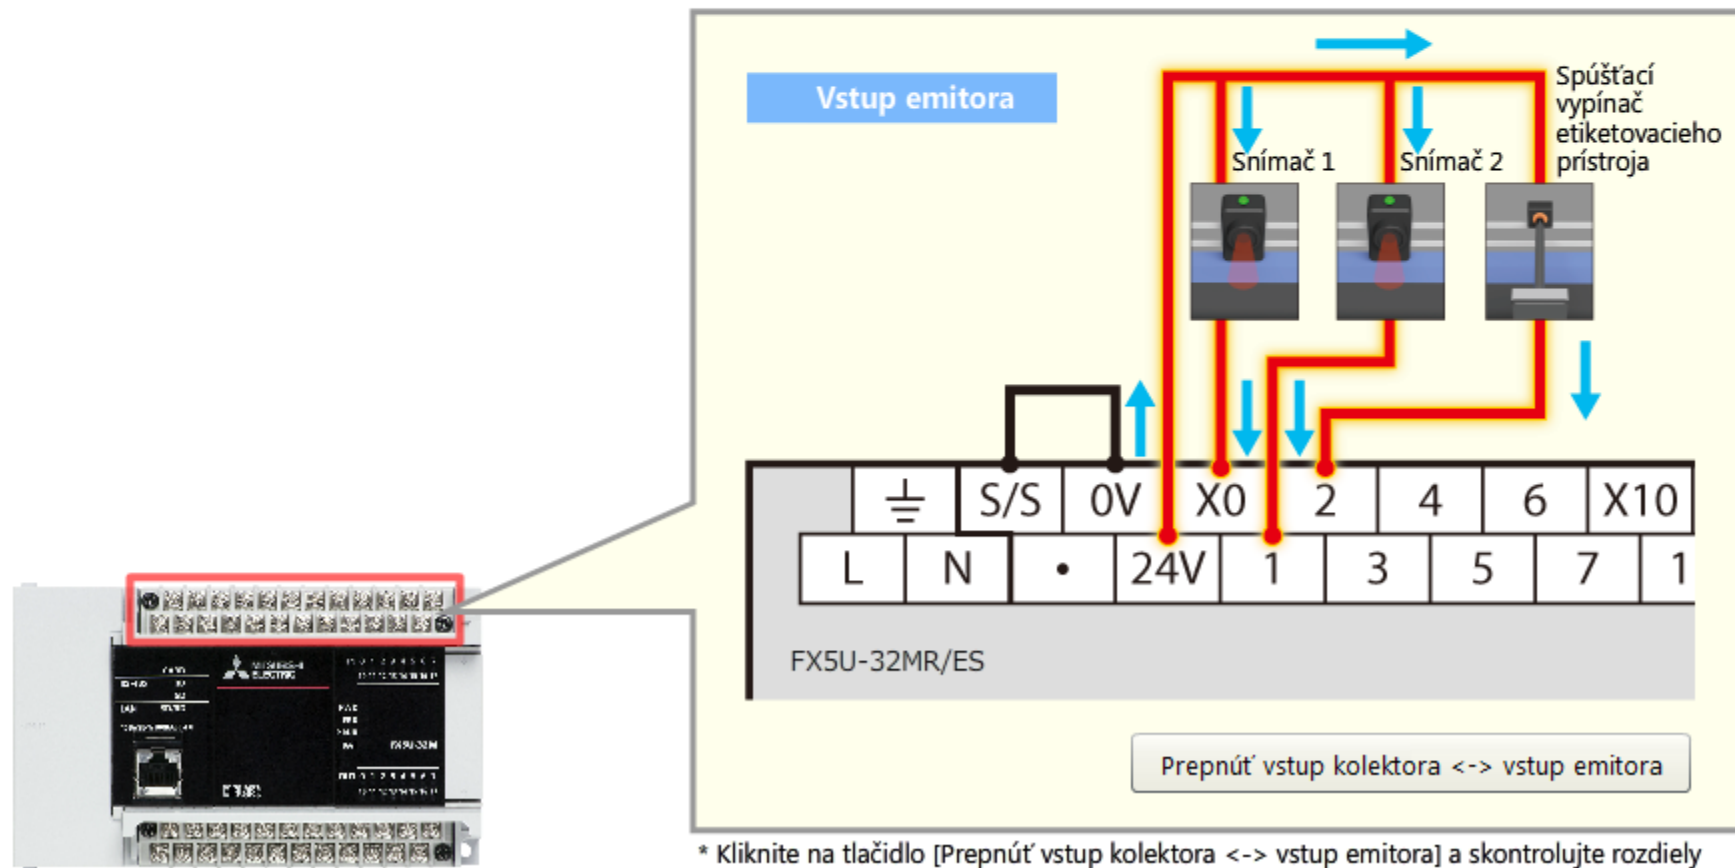 Vstup emitora
Spúšťací
vypínač
etiketovacieho
prístroja
Snímač 1
Snímač 2
S/S 0V X0 2 4 6 X10
L N • 24V 1 3 5 7 1
FX5U-32MR/ES
MITSUBISHI
ELECTRIC
Prepnúť vstup kolektora <-> vstup emitora
* Kliknite na tlačidlo [Prepnúť vstup kolektora <-> vstup emitora] a skontrolujte rozdiely